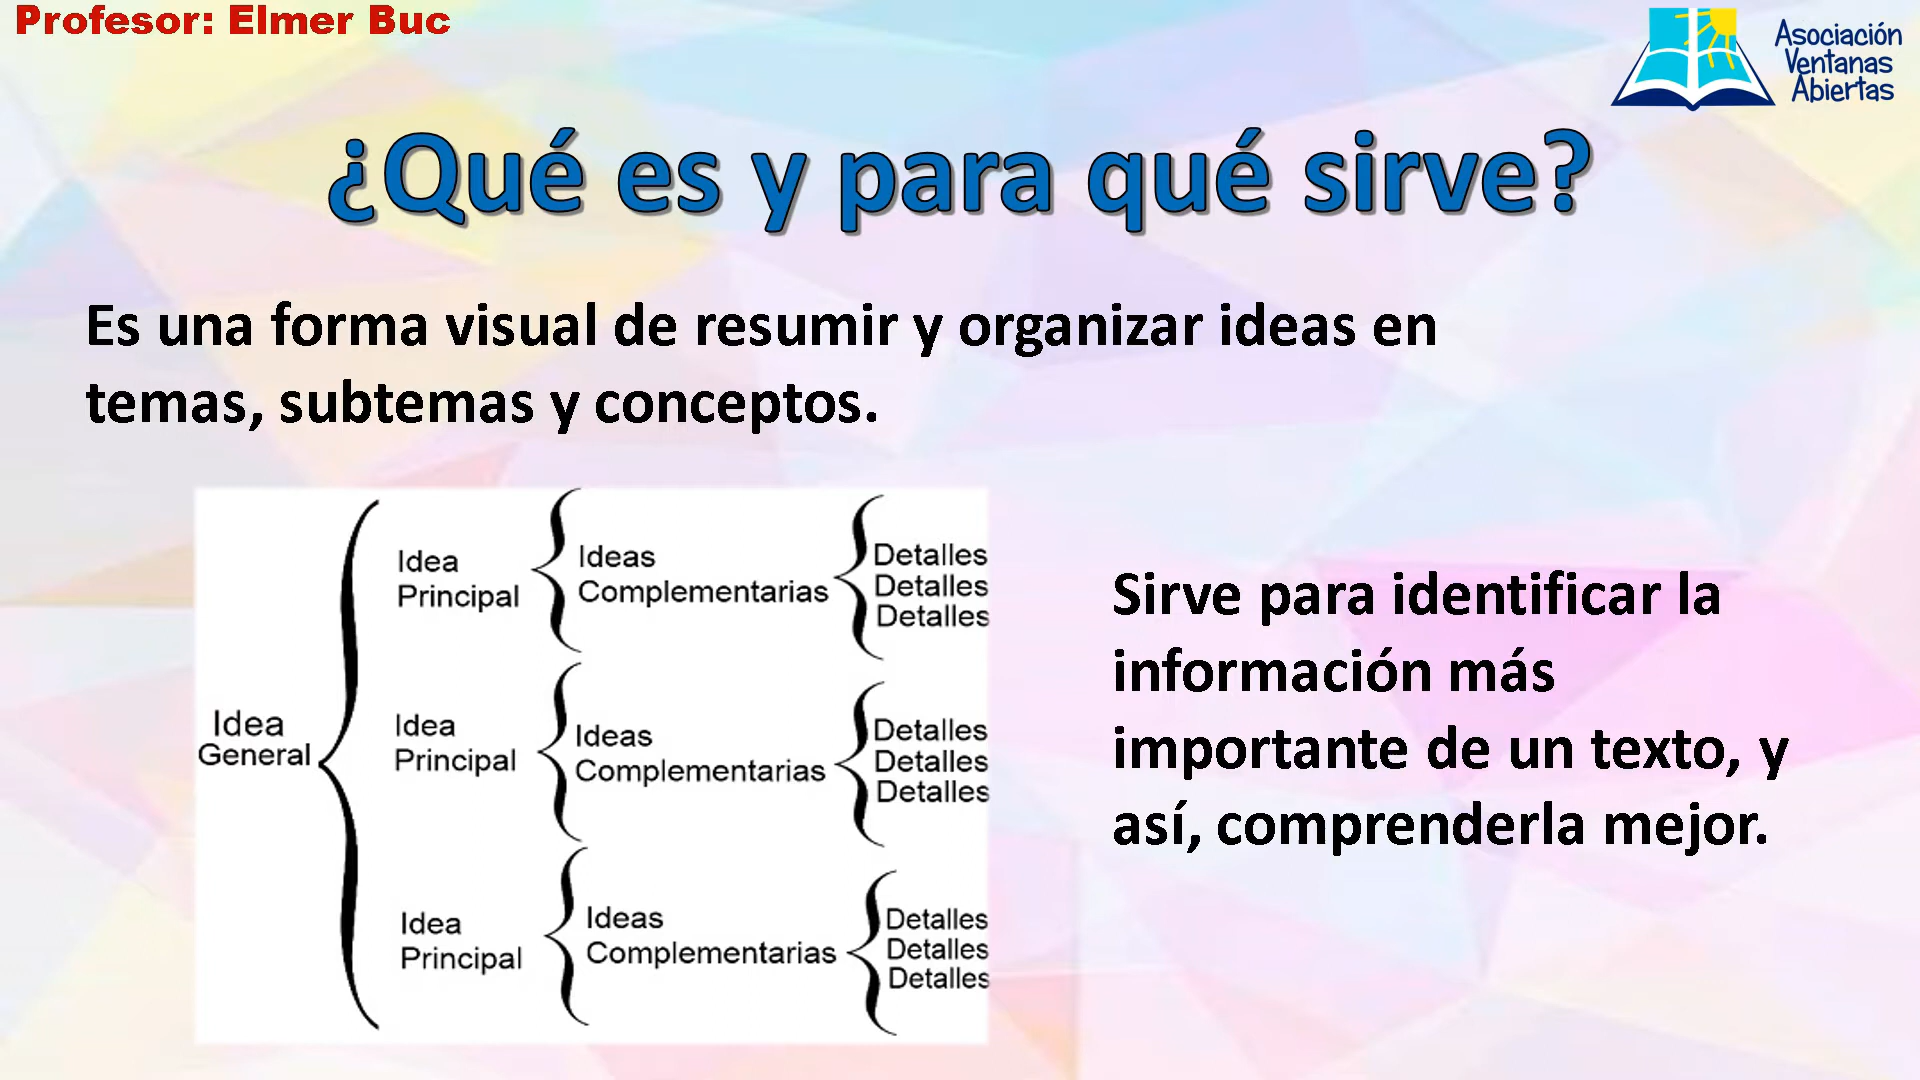 Profesor: Elmer Buc
Asociación
Ventanas
Abiertas
¿Qué es y para qué sirve?
Es una forma visual de resumir y organizar ideas en
temas, subtemas y conceptos.
Idea
General
Idea
Principal
Ideas
Complementarias
Detalles
Detalles
Detalles
Idea
Principal
Ideas
Complementarias
Detalles
Detalles
Detalles
Idea
Principal
Ideas
Complementarias
Detalles
Detalles
Detalles
Sirve para identificar la
información más
importante de un texto, y
así, comprenderla mejor.